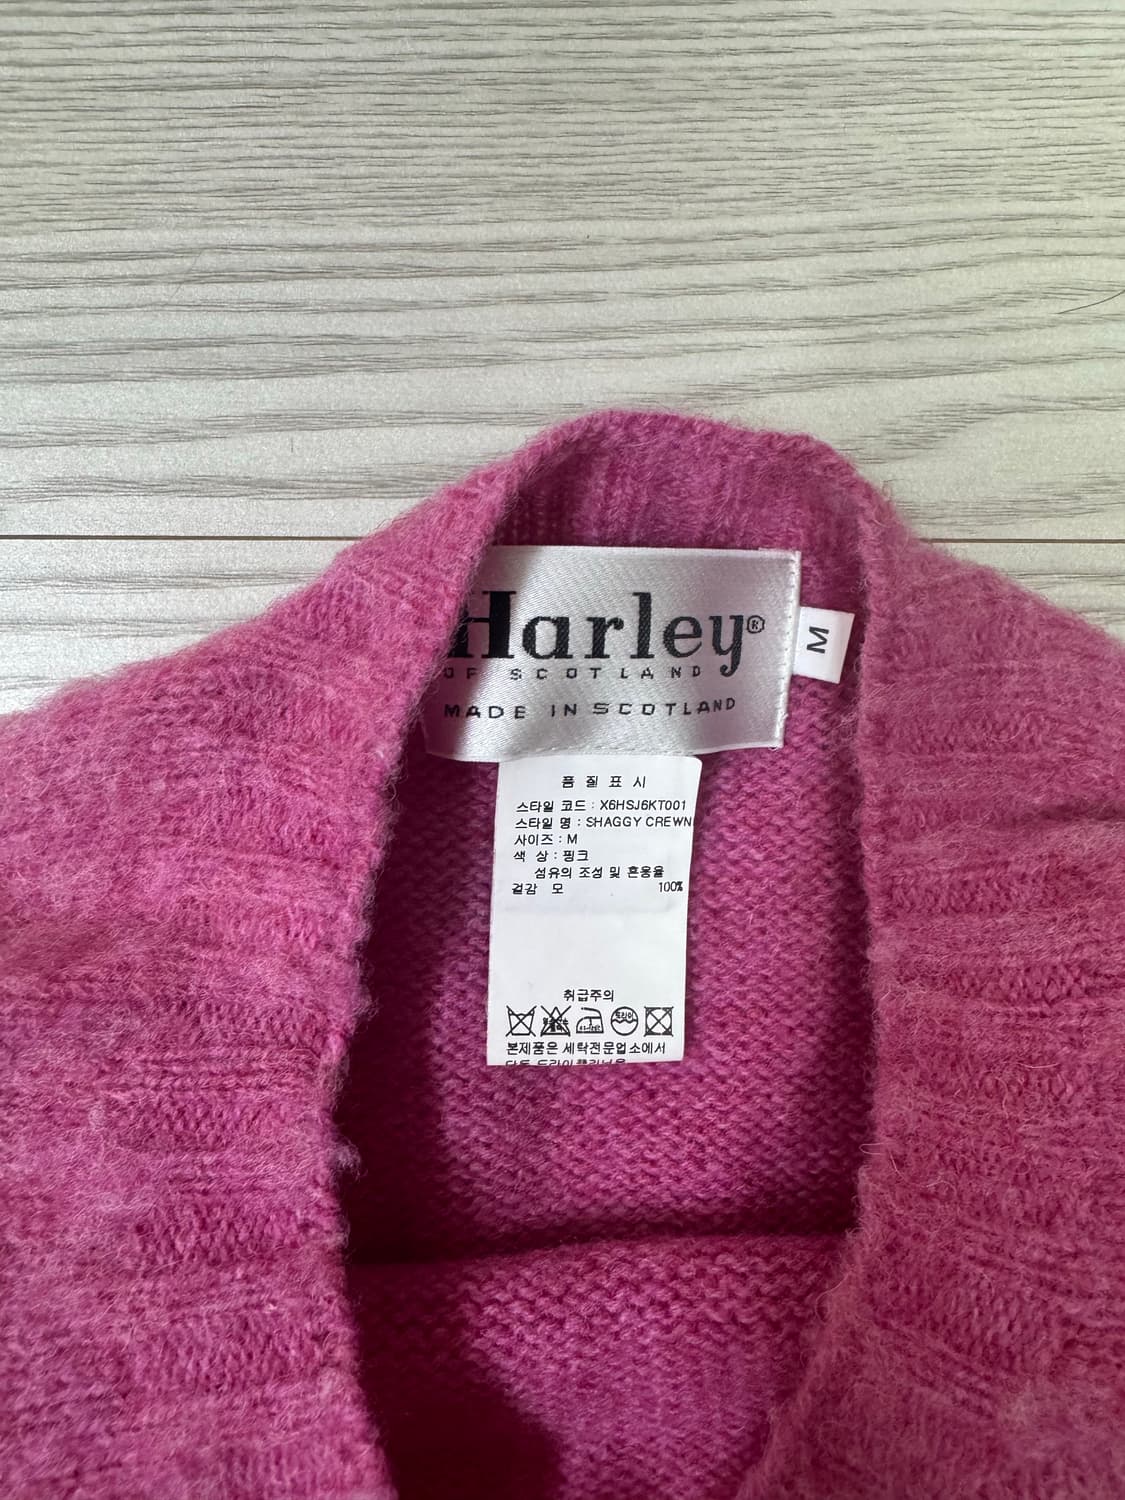 Harley®
OF SCOTLAND
MADE IN SCOTLAND
M
품 질 표 시
스타일 코드 : X6HSJ6KT001
스타일 명 : SHAGGY CREWN
사이즈 : M
색 상 : 핑크
섬유의 조성 및 혼용율
겉감 모 100%
취급주의
본제품은 세탁전문업소에서